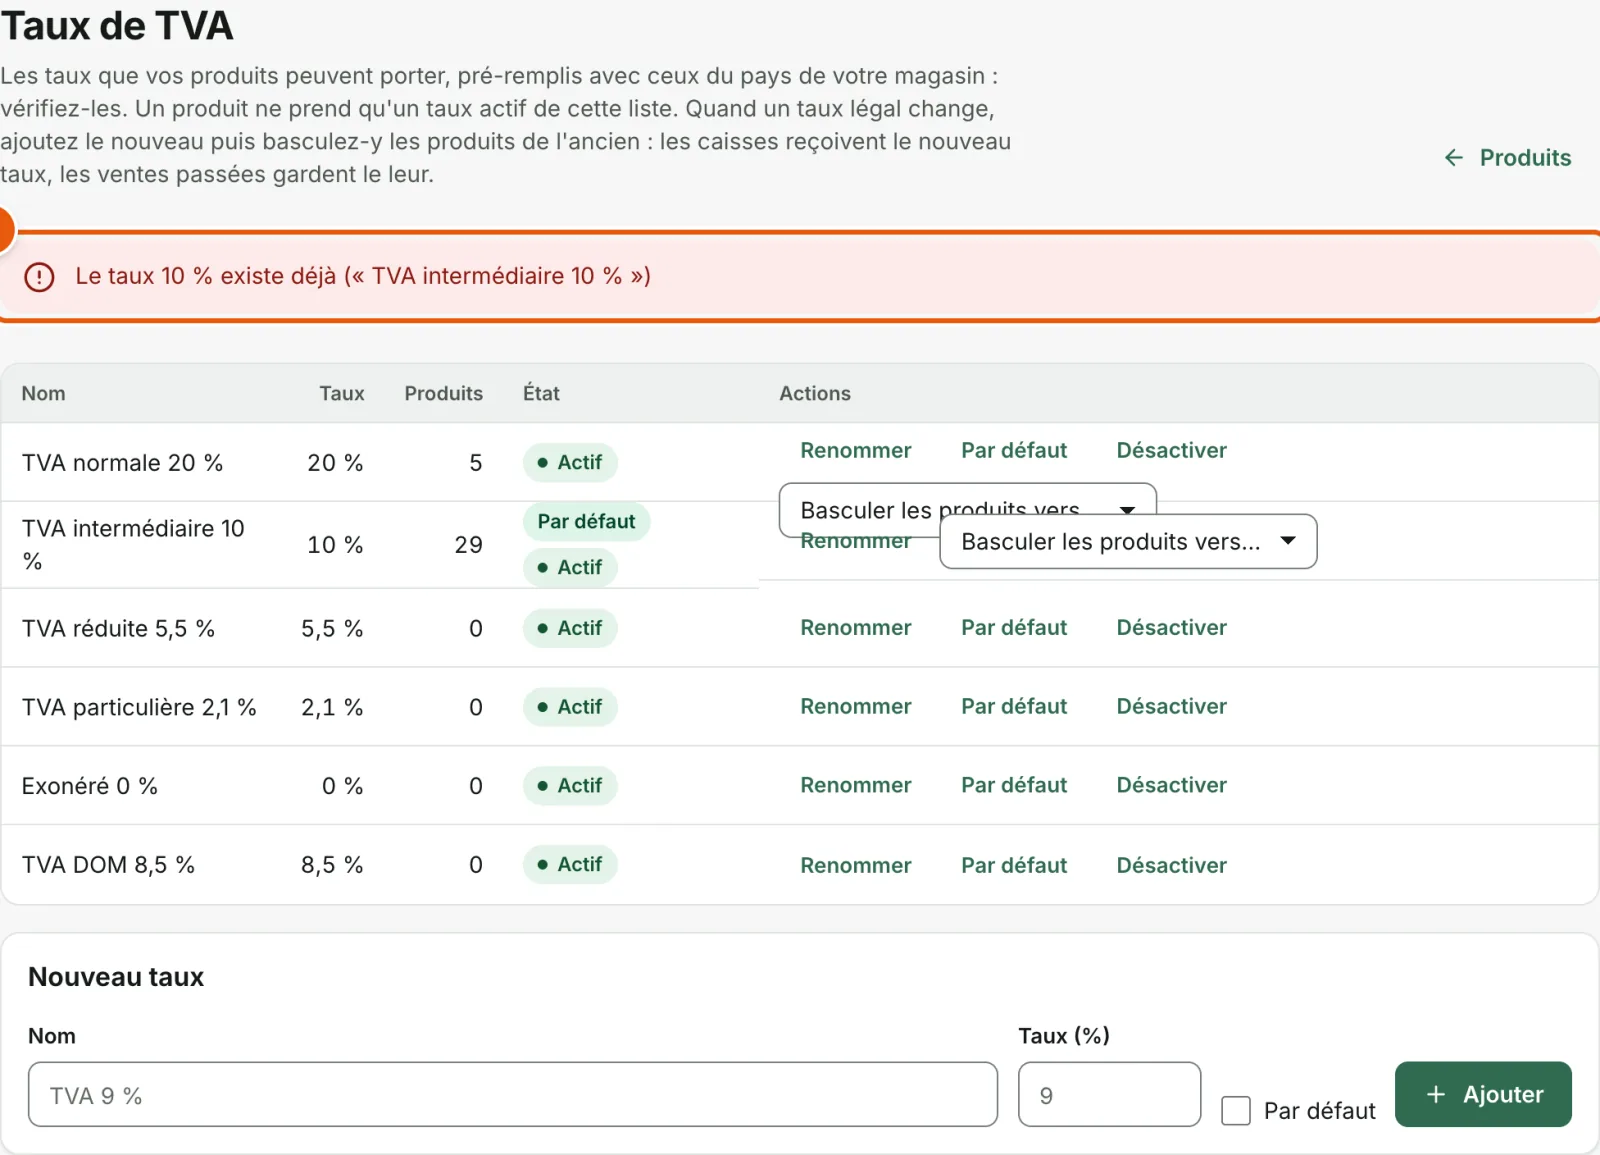 Taux de TVA
Les taux que vos produits peuvent porter, pré-remplis avec ceux du pays de votre magasin :
vérifiez-les. Un produit ne prend qu'un taux actif de cette liste. Quand un taux légal change,
ajoutez le nouveau puis basculez-y les produits de l'ancien : les caisses reçoivent le nouveau
taux, les ventes passées gardent le leur.
← Produits
Le taux 10 % existe déjà (« TVA intermédiaire 10 % »)
Nom Taux Produits État Actions
TVA normale 20 % 20 % 5 Actif Renommer Par défaut Désactiver
Basculer les produits vers...
TVA intermédiaire 10
%
10 % 29 Par défaut
Actif
Renommer Basculer les produits vers...
TVA réduite 5,5 % 5,5 % 0 Actif Renommer Par défaut Désactiver
TVA particulière 2,1 % 2,1 % 0 Actif Renommer Par défaut Désactiver
Exonéré 0 % 0 % 0 Actif Renommer Par défaut Désactiver
TVA DOM 8,5 % 8,5 % 0 Actif Renommer Par défaut Désactiver
Nouveau taux
Nom Taux (%)
TVA 9 % 9 Par défaut + Ajouter